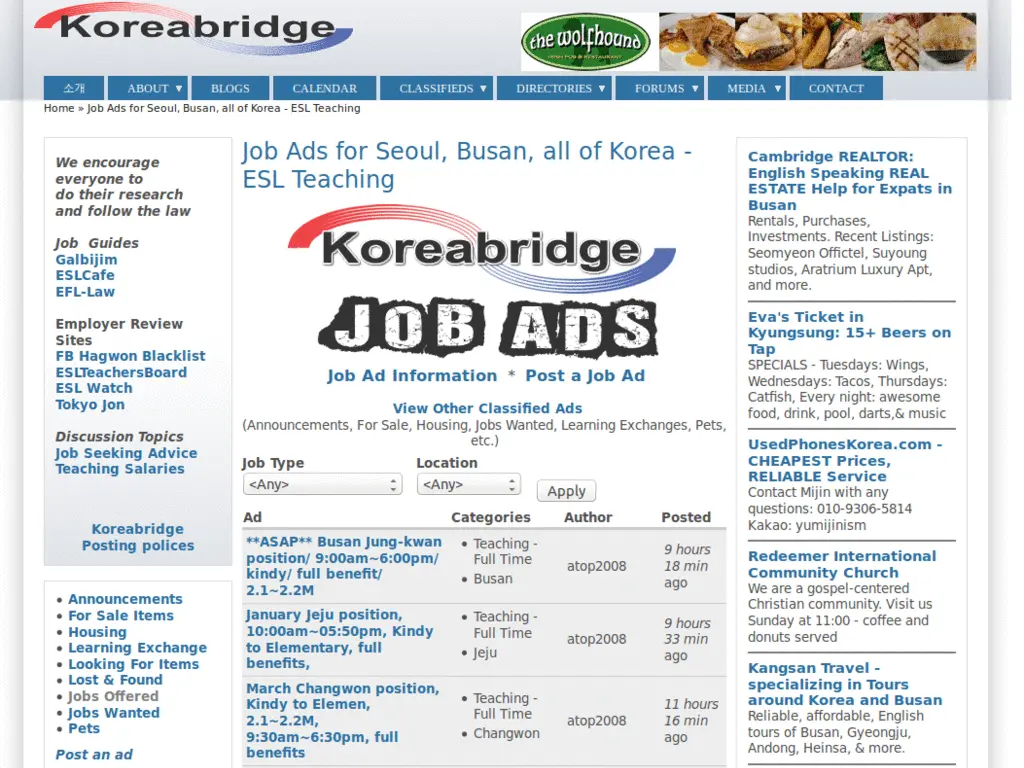 Koreabridge
the wolfhound
IRISH PUB & RESTAURANT
소개
ABOUT ▼
BLOGS
CALENDAR
CLASSIFIEDS ▼
DIRECTORIES ▼
FORUMS ▼
MEDIA ▼
CONTACT
Home » Job Ads for Seoul, Busan, all of Korea - ESL Teaching
We encourage
everyone to
do their research
and follow the law
Job Guides
Galbijim
ESLCafe
EFL-Law
Employer Review
Sites
FB Hagwon Blacklist
ESLTeachersBoard
ESL Watch
Tokyo Jon
Discussion Topics
Job Seeking Advice
Teaching Salaries
Koreabridge
Posting polices
• Announcements
• For Sale Items
• Housing
• Learning Exchange
• Looking For Items
• Lost & Found
• Jobs Offered
• Jobs Wanted
• Pets
Post an ad
Job Ads for Seoul, Busan, all of Korea -
ESL Teaching
Koreabridge
JOB ADS
Job Ad Information * Post a Job Ad
View Other Classified Ads
(Announcements, For Sale, Housing, Jobs Wanted, Learning Exchanges, Pets,
etc.)
Job Type
Location
<Any>
<Any>
Apply
Ad
Categories
Author
Posted
**ASAP** Busan Jung-kwan
position/ 9:00am~6:00pm/
kindy/ full benefit/
2.1~2.2M
• Teaching -
Full Time
• Busan
atop2008
9 hours
18 min
ago
January Jeju position,
10:00am~05:50pm, Kindy
to Elementary, full
benefits,
• Teaching -
Full Time
• Jeju
atop2008
9 hours
33 min
ago
March Changwon position,
Kindy to Elemen,
2.1~2.2M,
9:30am~6:30pm, full
benefits
• Teaching -
Full Time
• Changwon
atop2008
11 hours
16 min
ago
Cambridge REALTOR:
English Speaking REAL
ESTATE Help for Expats in
Busan
Rentals, Purchases,
Investments. Recent Listings:
Seomyeon Offictel, Suyoung
studios, Aratrium Luxury Apt,
and more.
Eva's Ticket in
Kyungsung: 15+ Beers on
Tap
SPECIALS - Tuesdays: Wings,
Wednesdays: Tacos, Thursdays:
Catfish, Every night: awesome
food, drink, pool, darts,& music
UsedPhonesKorea.com -
CHEAPEST Prices,
RELIABLE Service
Contact Mijin with any
questions: 010-9306-5814
Kakao: yumijinism
Redeemer International
Community Church
We are a gospel-centered
Christian community. Visit us
Sunday at 11:00 - coffee and
donuts served
Kangsan Travel -
specializing in Tours
around Korea and Busan
Reliable, affordable, English
tours of Busan, Gyeongju,
Andong, Heinsa, & more.